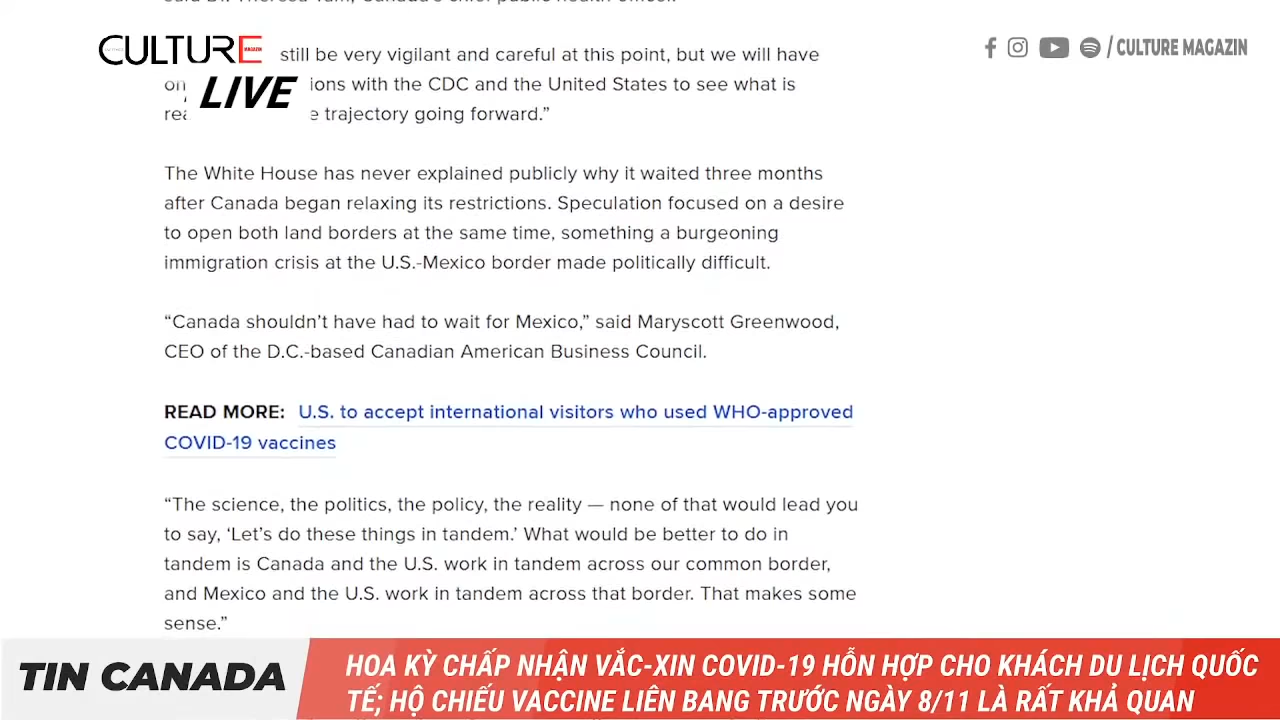 CULTURE MAGAZIN
LIVE
/ CULTURE MAGAZIN
still be very vigilant and careful at this point, but we will have
on ions with the CDC and the United States to see what is
rea e trajectory going forward.”
The White House has never explained publicly why it waited three months
after Canada began relaxing its restrictions. Speculation focused on a desire
to open both land borders at the same time, something a burgeoning
immigration crisis at the U.S.-Mexico border made politically difficult.
“Canada shouldn’t have had to wait for Mexico,” said Maryscott Greenwood,
CEO of the D.C.-based Canadian American Business Council.
READ MORE: U.S. to accept international visitors who used WHO-approved
COVID-19 vaccines
“The science, the politics, the policy, the reality — none of that would lead you
to say, ‘Let’s do these things in tandem.’ What would be better to do in
tandem is Canada and the U.S. work in tandem across our common border,
and Mexico and the U.S. work in tandem across that border. That makes some
sense.”
TIN CANADA
HOA KỲ CHẤP NHẬN VẮC-XIN COVID-19 HỖN HỢP CHO KHÁCH DU LỊCH QUỐC
TẾ; HỘ CHIẾU VACCINE LIÊN BANG TRƯỚC NGÀY 8/11 LÀ RẤT KHẢ QUAN